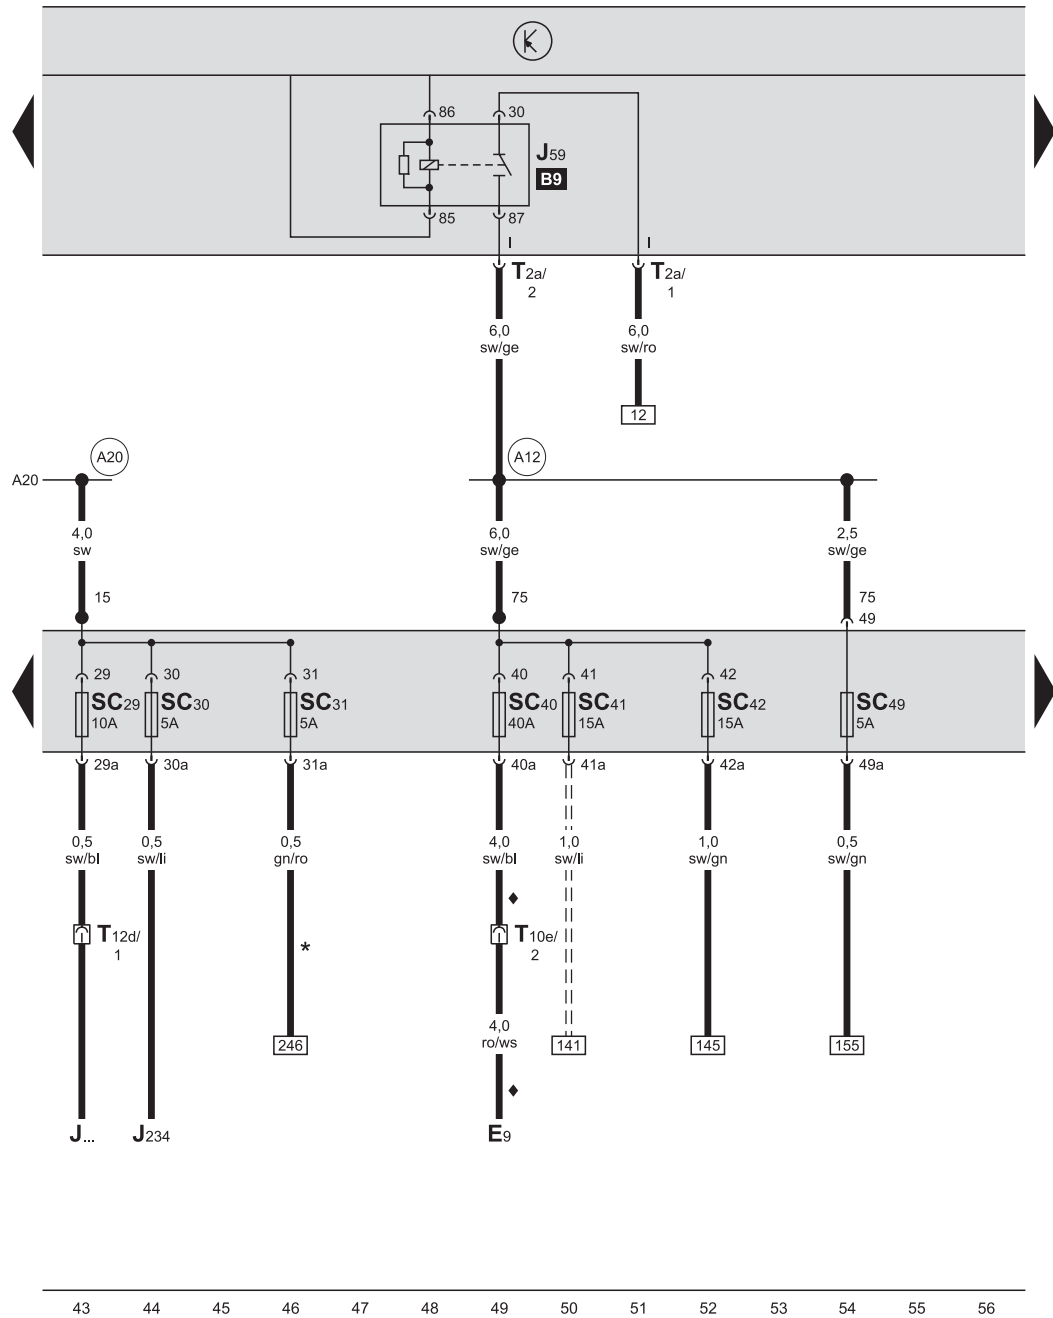 K
86 30
J59
B9
85 87
I I
T2a/
2
T2a/
1
6,0
sw/ge
6,0
sw/ro
12
A20
A20
A12
4,0
sw
6,0
sw/ge
2,5
sw/ge
15
75
75
49
29 30 31 40 41 42
SC29
10A
SC30
5A
SC31
5A
SC40
40A
SC41
15A
SC42
15A
SC49
5A
29a 30a 31a 40a 41a 42a 49a
0,5
sw/bl
0,5
sw/li
0,5
gn/ro
4,0
sw/bl
1,0
sw/li
1,0
sw/gn
0,5
sw/gn
T12d/
1
*
T10e/
2
4,0
ro/ws
246
141
145
155
J...
J234
E9
43 44 45 46 47 48 49 50 51 52 53 54 55 56